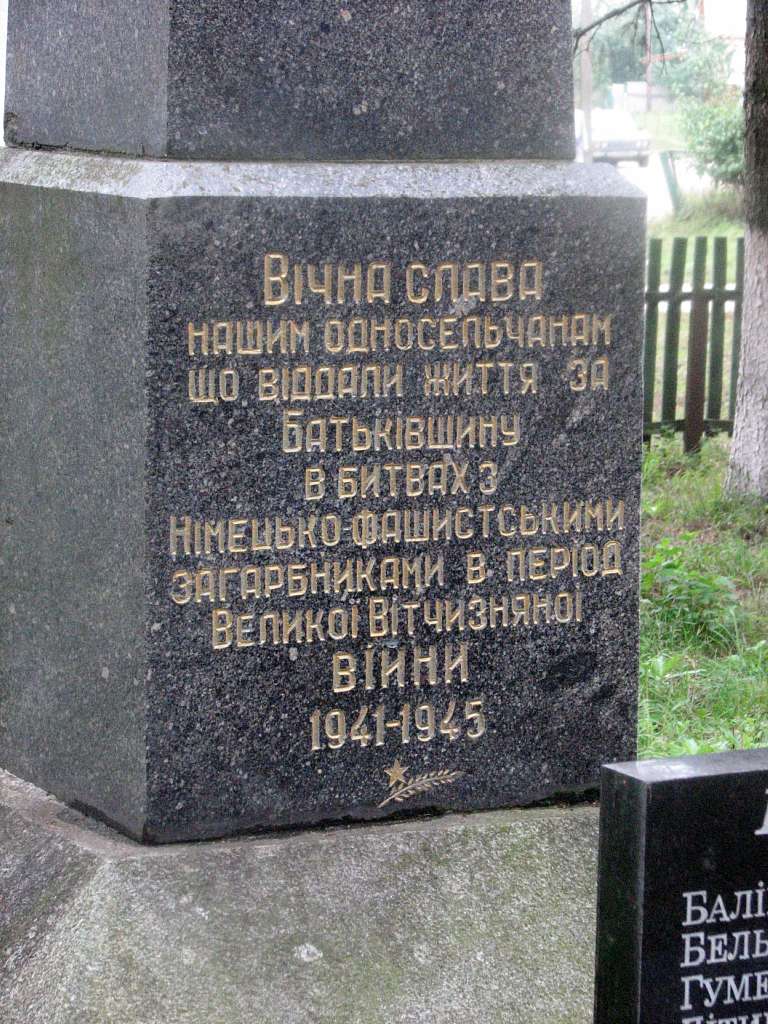 Вічна слава
нашим односельчанам
що віддали життя за
Батьківщину
в битвах з
Німецько-фашистськими
загарбниками в період
Великої Вітчизняної
війни
1941-1945